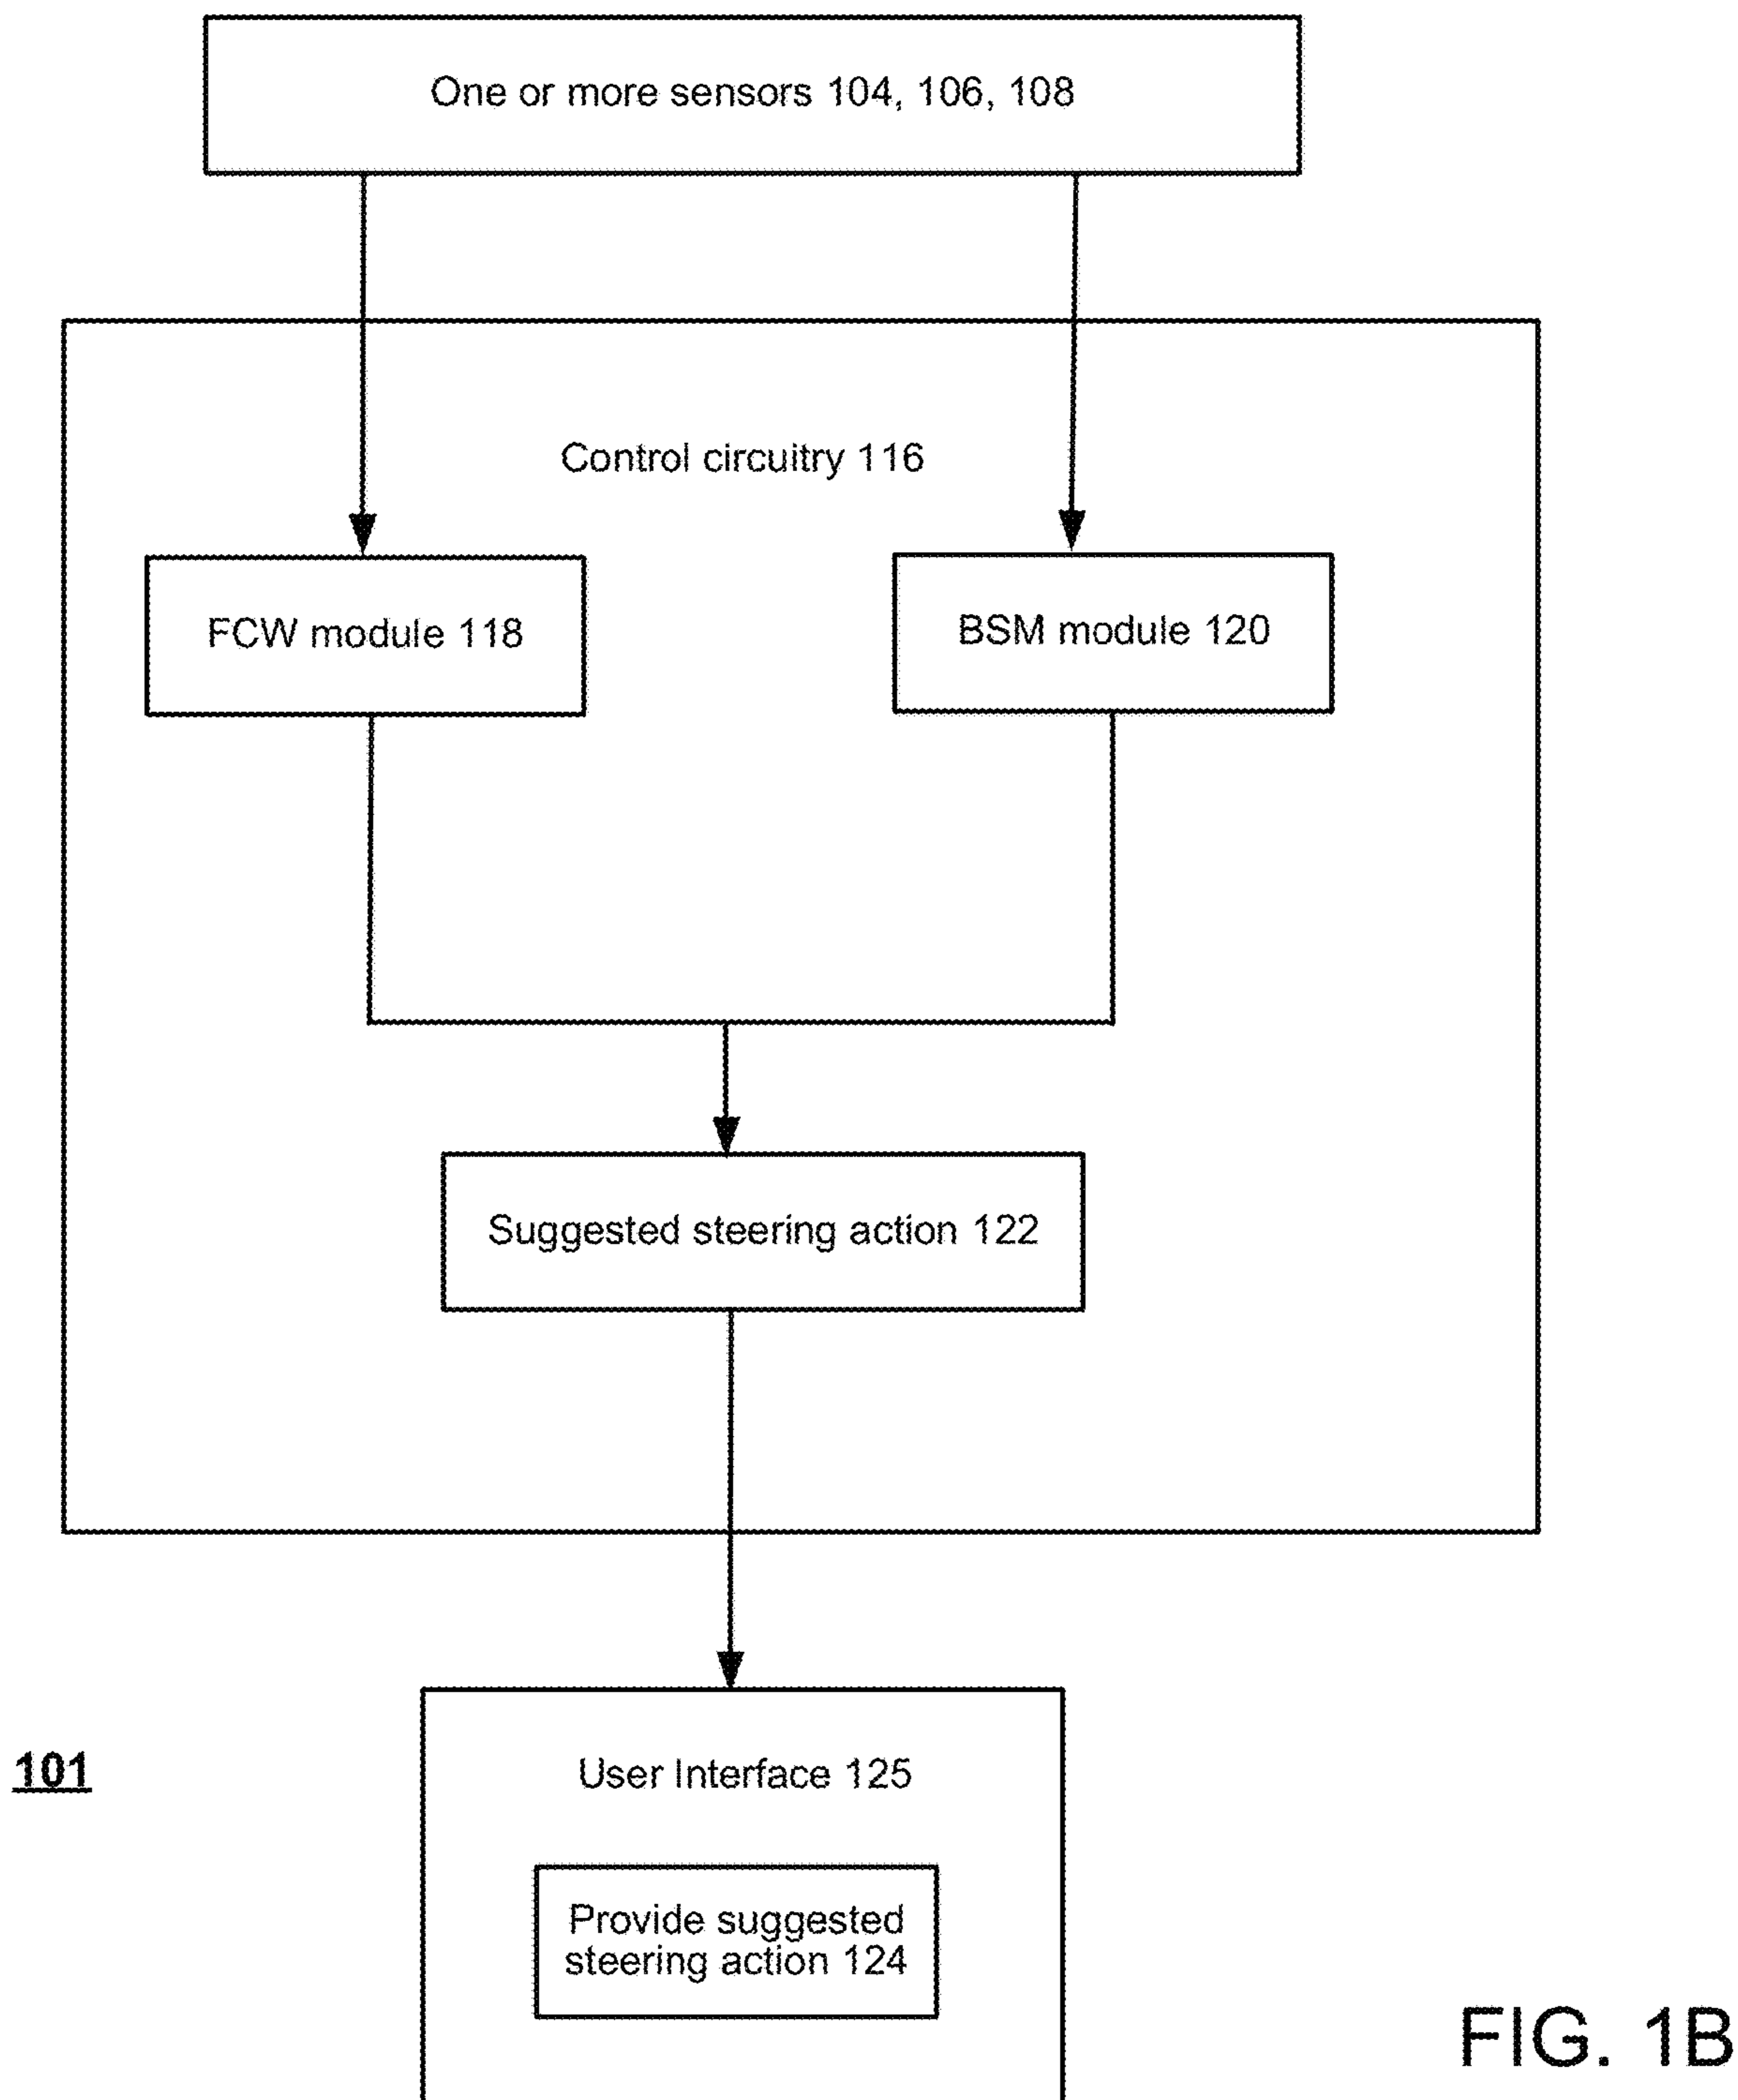 One or more sensors 104, 106, 108
Control circuitry 116
FCW module 118
BSM module 120
Suggested steering action 122
101
User Interface 125
Provide suggested
steering action 124
FIG. 1B